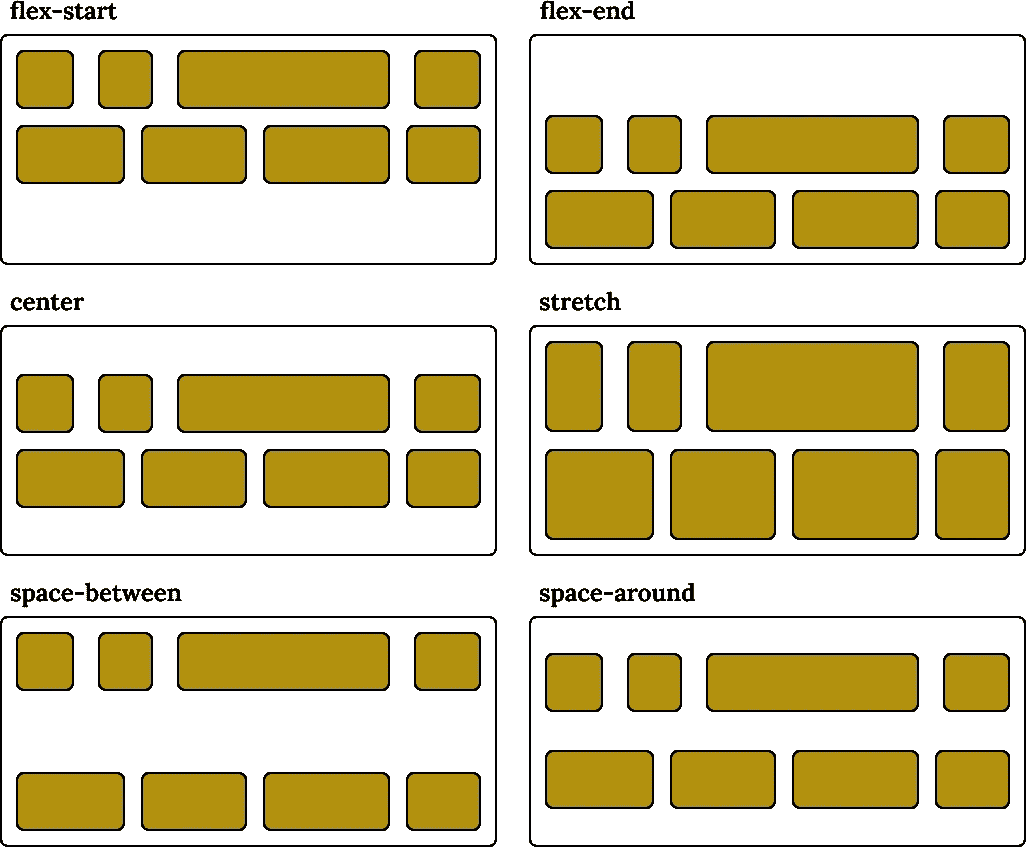 flex-start
flex-end
center
stretch
space-between
space-around